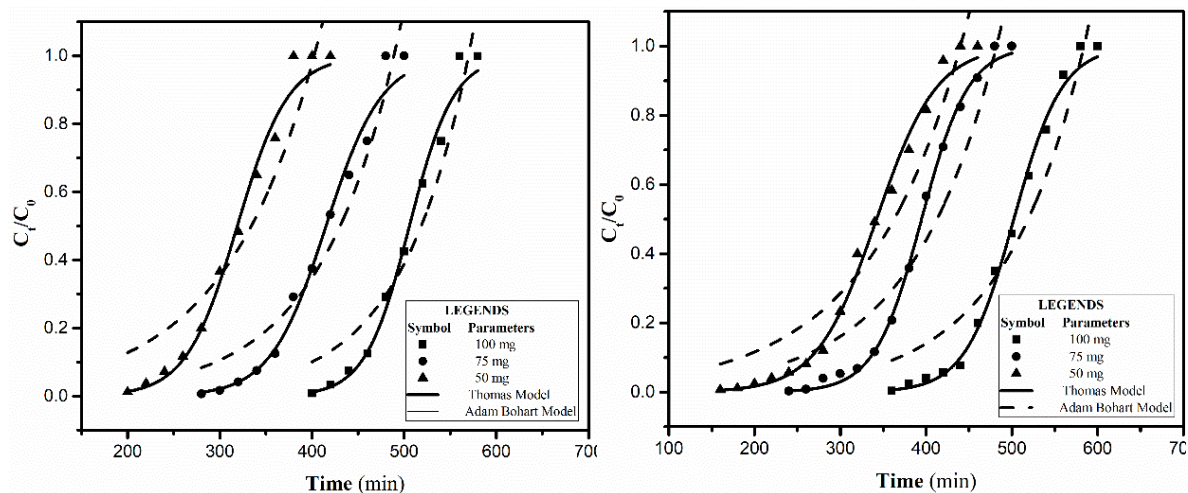 1.0
0.8
0.6
0.4
0.2
0.0
Ct/C0
200 300 400 500 600 700
Time (min)
LEGENDS
Symbol Parameters
100 mg
75 mg
50 mg
Thomas Model
Adam Bohart Model
1.0
0.8
0.6
0.4
0.2
0.0
100 200 300 400 500 600 70
Time (min)
LEGENDS
Symbol Parameters
100 mg
75 mg
50 mg
Thomas Model
Adam Bohart Model